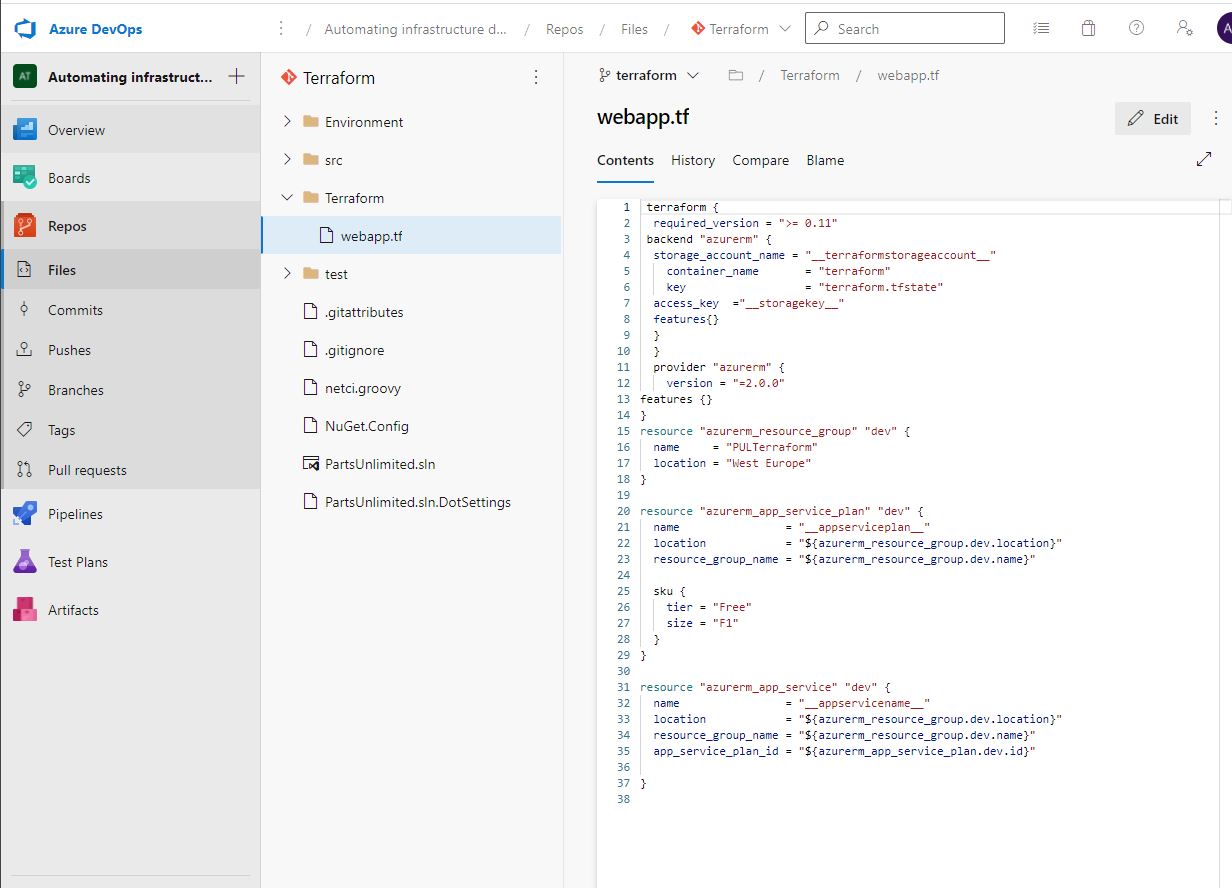 Azure DevOps
/ Automating infrastructure d... / Repos / Files / Terraform
Search
A
AT Automating infrastruct... +
Overview
Boards
Repos
Files
Commits
Pushes
Branches
Tags
Pull requests
Pipelines
Test Plans
Artifacts
Terraform
Environment
src
Terraform
webapp.tf
test
.gitattributes
.gitignore
netci.groovy
NuGet.Config
PartsUnlimited.sln
PartsUnlimited.sln.DotSettings
terraform / Terraform / webapp.tf
webapp.tf
Edit
Contents History Compare Blame
1 terraform {
2 required_version = ">= 0.11"
3 backend "azurerm" {
4 storage_account_name = "__terraformstorageaccount__"
5 container_name = "terraform"
6 key = "terraform.tfstate"
7 access_key ="__storagekey__"
8 features{}
9 }
10 }
11 provider "azurerm" {
12 version = "=2.0.0"
13 features {}
14 }
15 resource "azurerm_resource_group" "dev" {
16 name = "PULTerraform"
17 location = "West Europe"
18 }
19
20 resource "azurerm_app_service_plan" "dev" {
21 name = "__appserviceplan__"
22 location = "${azurerm_resource_group.dev.location}"
23 resource_group_name = "${azurerm_resource_group.dev.name}"
24
25 sku {
26 tier = "Free"
27 size = "F1"
28 }
29 }
30
31 resource "azurerm_app_service" "dev" {
32 name = "__appservicename__"
33 location = "${azurerm_resource_group.dev.location}"
34 resource_group_name = "${azurerm_resource_group.dev.name}"
35 app_service_plan_id = "${azurerm_app_service_plan.dev.id}"
36
37 }
38